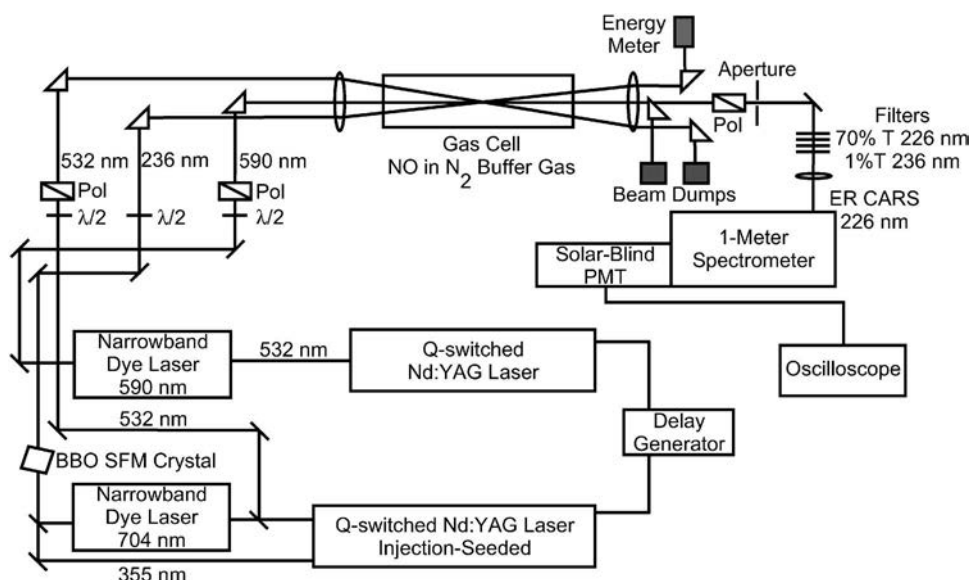 Energy
Meter
Aperture
Pol
Filters
70% T 226 nm
1%T 236 nm
Gas Cell
NO in N2 Buffer Gas
532 nm
236 nm
590 nm
Pol
Pol
λ/2
λ/2
λ/2
Beam Dumps
ER CARS
226 nm
1-Meter
Spectrometer
Solar-Blind
PMT
Oscilloscope
Narrowband
Dye Laser
590 nm
532 nm
Q-switched
Nd:YAG Laser
532 nm
Delay
Generator
BBO SFM Crystal
Narrowband
Dye Laser
704 nm
Q-switched Nd:YAG Laser
Injection-Seeded
355 nm